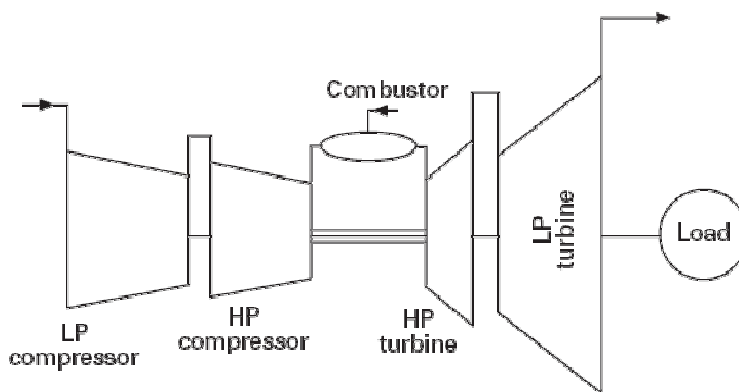 Combustor
LP
compressor
HP
compressor
HP
turbine
LP
turbine
Load